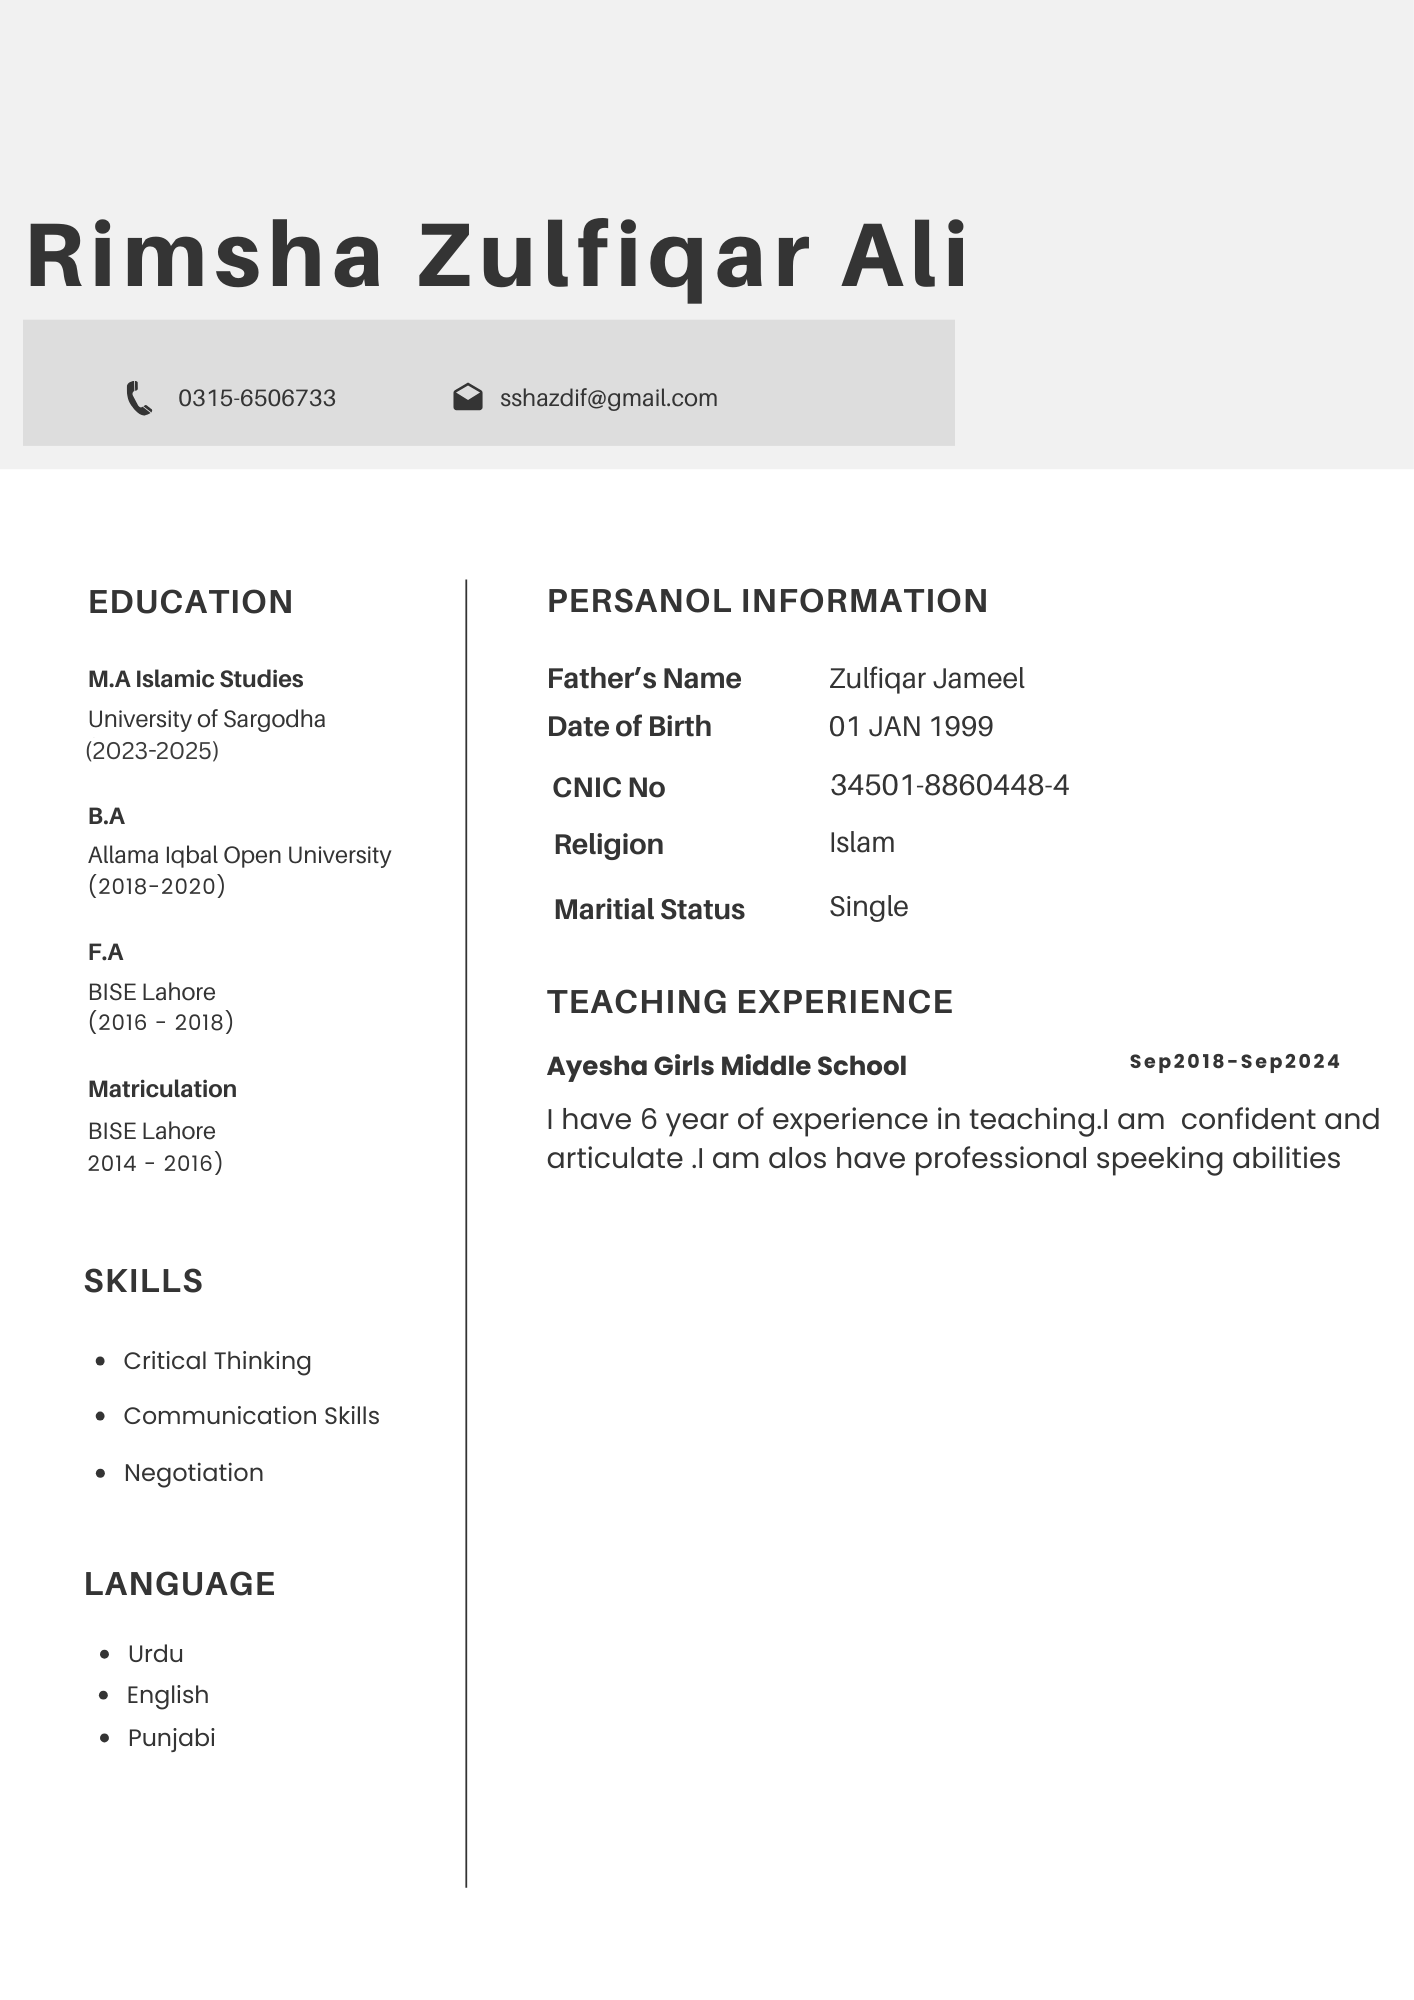 Rimsha Zulfiqar Ali
0315-6506733
sshazdif@gmail.com
EDUCATION
M.A Islamic Studies
University of Sargodha
(2023-2025)
B.A
Allama Iqbal Open University
(2018-2020)
F.A
BISE Lahore
(2016 - 2018)
Matriculation
BISE Lahore
2014 - 2016)
SKILLS
• Critical Thinking
• Communication Skills
• Negotiation
LANGUAGE
• Urdu
• English
• Punjabi
PERSANOL INFORMATION
Father’s Name Zulfiqar Jameel
Date of Birth 01 JAN 1999
CNIC No 34501-8860448-4
Religion Islam
Maritial Status Single
TEACHING EXPERIENCE
Ayesha Girls Middle School Sep2018-Sep2024
I have 6 year of experience in teaching.I am  confident and
articulate .I am alos have professional speeking abilities